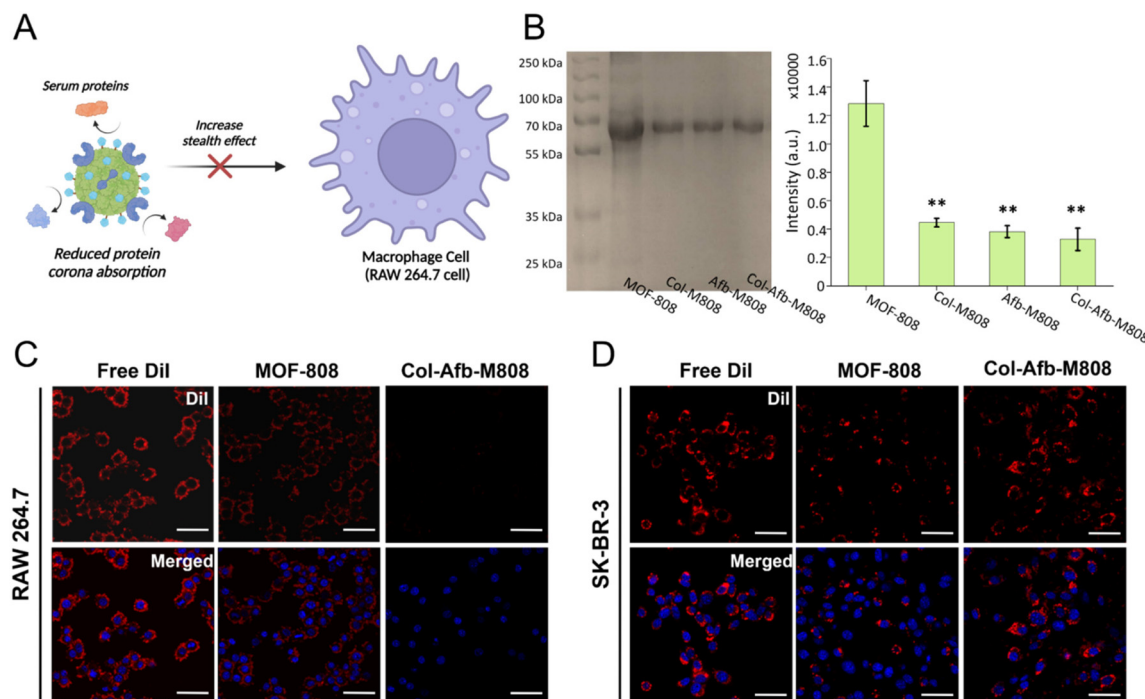 A
Serum proteins
Increase
stealth effect
Reduced protein
corona absorption
Macrophage Cell
(RAW 264.7 cell)
B
250 kDa
100 kDa
70 kDa
55 kDa
35 kDa
25 kDa
MOF-808
Col-M808
Afb-M808
Col-Afb-M808
x10000
Intensity (a.u.)
1.6
1.4
1.2
1
0.8
0.6
0.4
0.2
0
**
**
**
MOF-808
Col-M808
Afb-M808
Col-Afb-M808
C
Free DiI
MOF-808
Col-Afb-M808
RAW 264.7
DiI
Merged
D
Free DiI
MOF-808
Col-Afb-M808
SK-BR-3
DiI
Merged